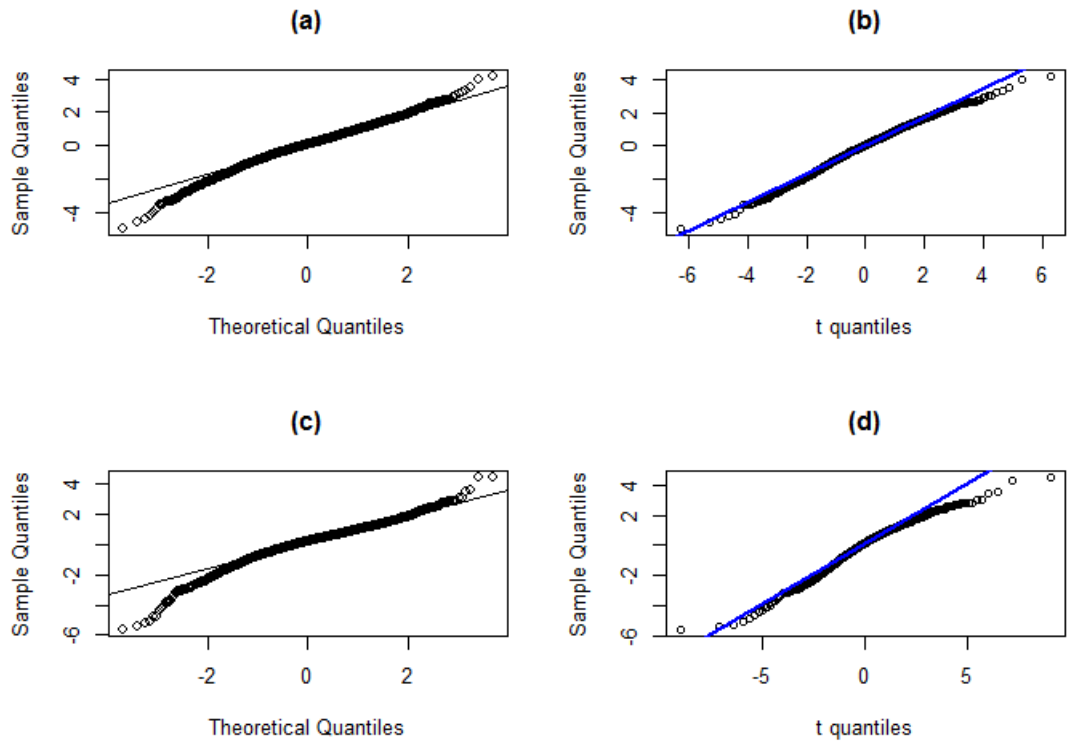 (a)
Sample Quantiles
4
2
0
-4
-2 0 2
Theoretical Quantiles
(b)
Sample Quantiles
4
2
0
-4
-6 -4 -2 0 2 4 6
t quantiles
(c)
Sample Quantiles
4
2
-2
-6
-2 0 2
Theoretical Quantiles
(d)
Sample Quantiles
4
2
-2
-6
-5 0 5
t quantiles